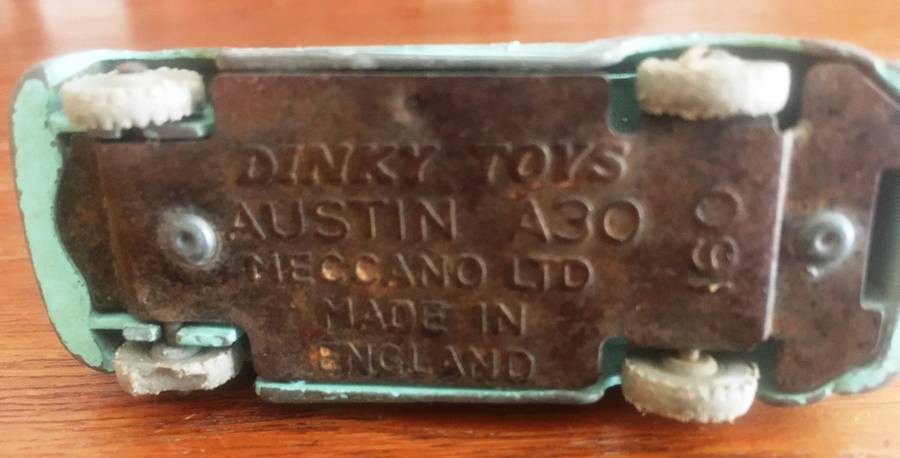 DINKY TOYS
AUSTIN A30
MECCANO LTD
MADE IN
ENGLAND
160